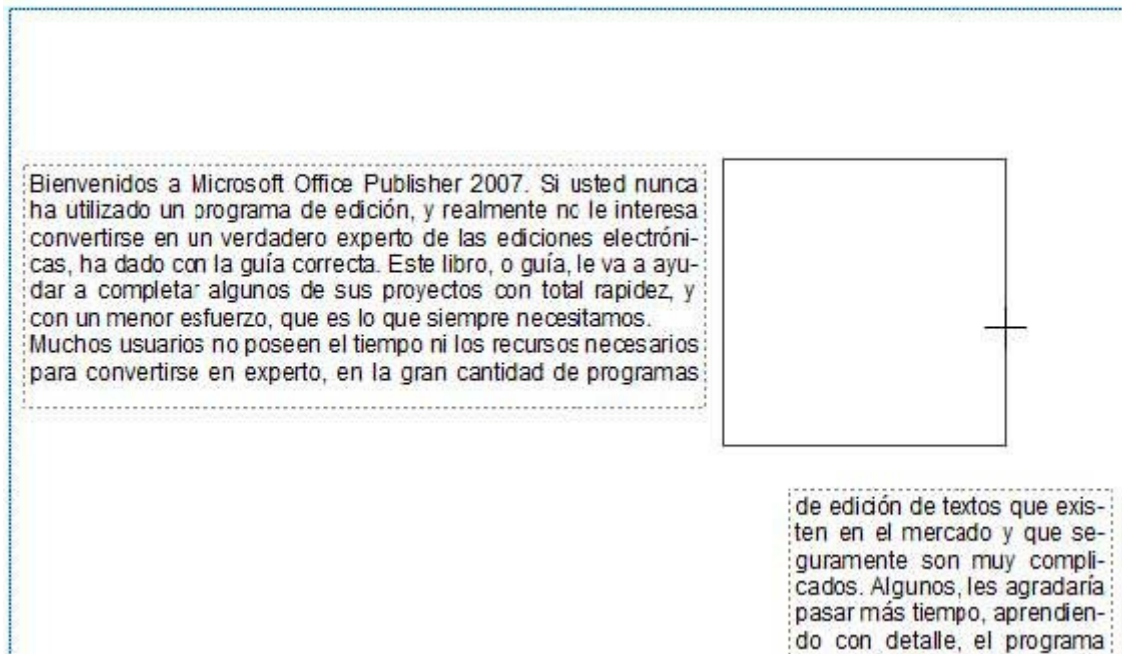 Bienvenidos a Microsoft Office Publisher 2007. Si usted nunca
ha utilizado un programa de edición, y realmente no le interesa
convertirse en un verdadero experto de las ediciones electróni-
cas, ha dado con la guía correcta. Este libro, o guía, le va a ayu-
dar a completar algunos de sus proyectos con total rapidez, y
con un menor esfuerzo, que es lo que siempre necesitamos.
Muchos usuarios no poseen el tiempo ni los recursos necesarios
para convertirse en experto, en la gran cantidad de programas
de edición de textos que exis-
ten en el mercado y que se-
guramente son muy compli-
cados. Algunos, les agradaría
pasar más tiempo, aprendien-
do con detalle, el programa